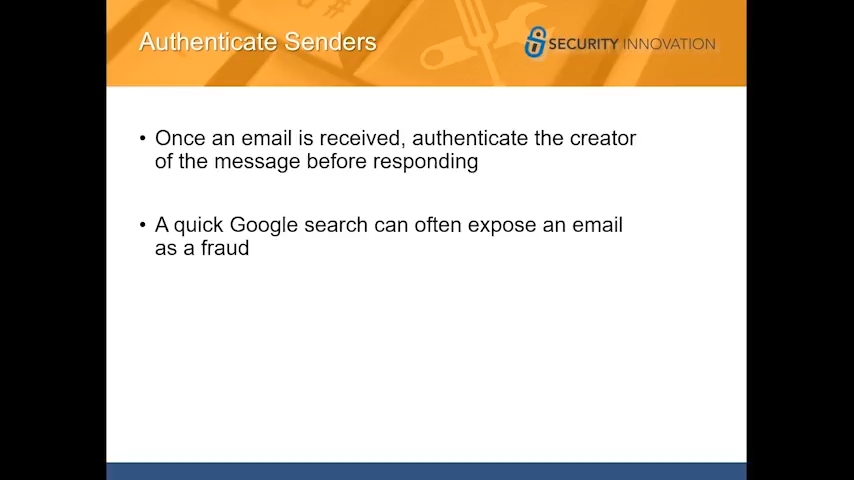 Authenticate Senders
SECURITY INNOVATION
• Once an email is received, authenticate the creator
of the message before responding
• A quick Google search can often expose an email
as a fraud